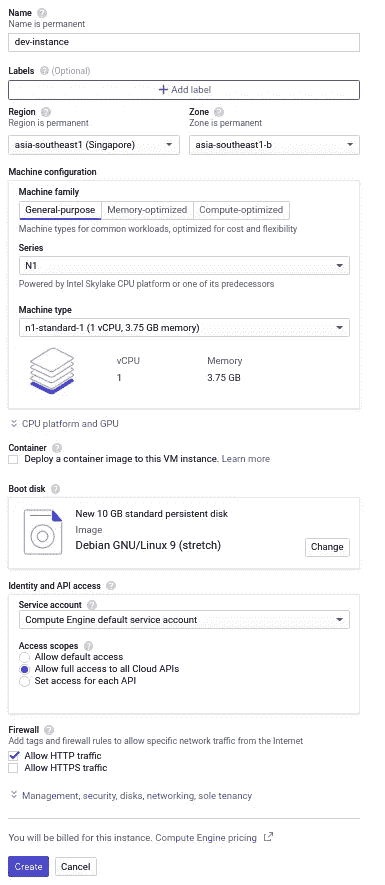 Name ?
Name is permanent
dev-instance
Labels ? (Optional)
+ Add label
Region ? Zone ?
Region is permanent Zone is permanent
asia-southeast1 (Singapore) asia-southeast1-b
Machine configuration
Machine family
General-purpose Memory-optimized Compute-optimized
Machine types for common workloads, optimized for cost and flexibility
Series
N1
Powered by Intel Skylake CPU platform or one of its predecessors
Machine type
n1-standard-1 (1 vCPU, 3.75 GB memory)
vCPU Memory
1 3.75 GB
CPU platform and GPU
Container ?
Deploy a container image to this VM instance. Learn more
Boot disk ?
New 10 GB standard persistent disk
Image
Debian GNU/Linux 9 (stretch) Change
Identity and API access ?
Service account ?
Compute Engine default service account
Access scopes ?
Allow default access
Allow full access to all Cloud APIs
Set access for each API
Firewall ?
Add tags and firewall rules to allow specific network traffic from the Internet
Allow HTTP traffic
Allow HTTPS traffic
Management, security, disks, networking, sole tenancy
You will be billed for this instance. Compute Engine pricing
Create Cancel